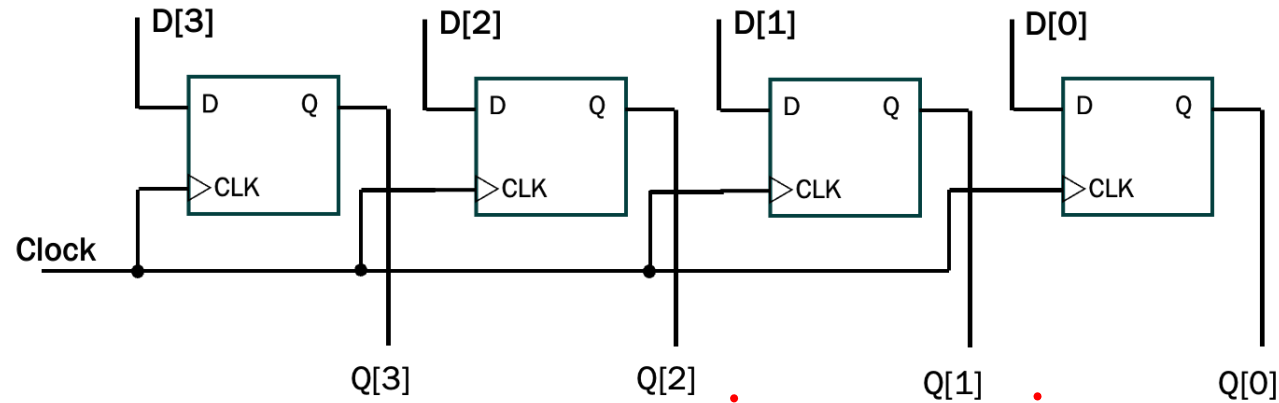 D[3] D[2] D[1] D[0]
D Q D Q D Q D Q
CLK CLK CLK CLK
Clock
Q[3] Q[2] Q[1] Q[0]